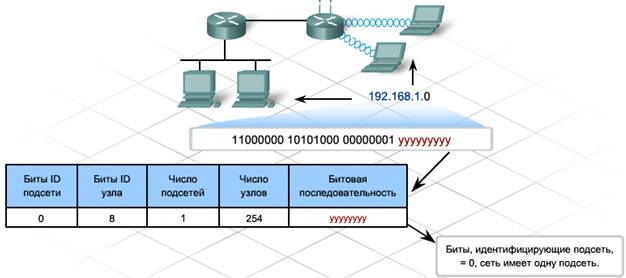 192.168.1.0
11000000 10101000 00000001 yyyyyyyyy
Биты ID подсети
Биты ID узла
Число подсетей
Число узлов
Битовая последовательность
0
8
1
254
yyyyyyyy
Биты, идентифицирующие подсеть,
= 0, сеть имеет одну подсеть.